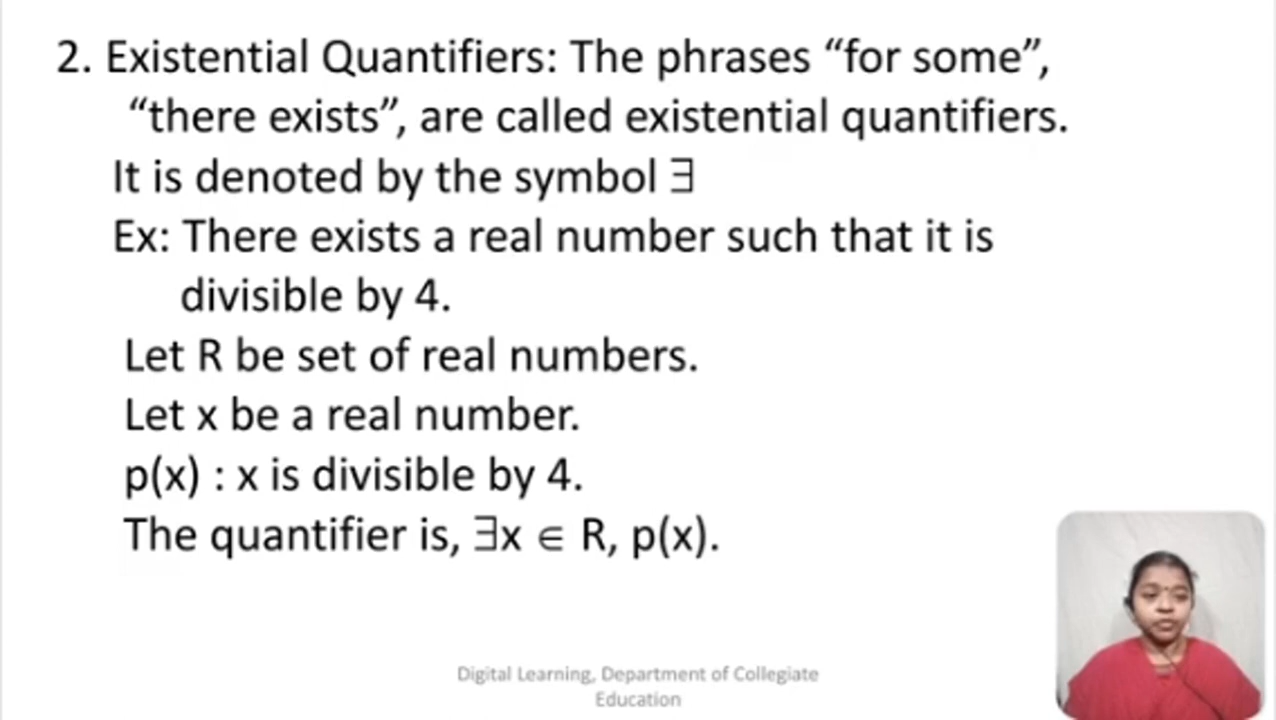 2. Existential Quantifiers: The phrases “for some”,
“there exists”, are called existential quantifiers.
It is denoted by the symbol ∃
Ex: There exists a real number such that it is
divisible by 4.
Let R be set of real numbers.
Let x be a real number.
p(x) : x is divisible by 4.
The quantifier is, ∃x ∈ R, p(x).
Digital Learning, Department of Collegiate
Education